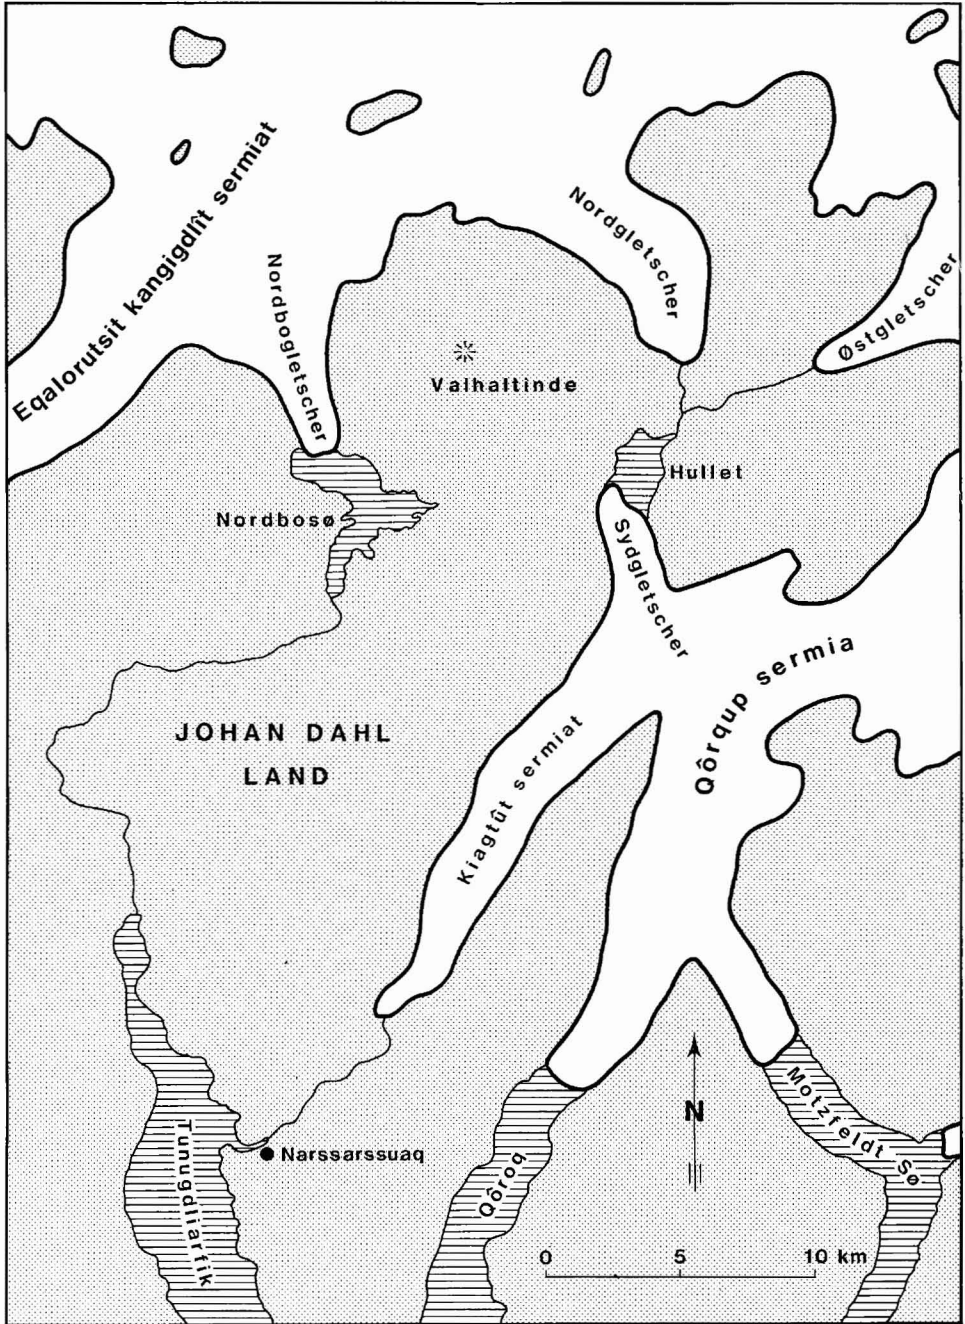 Eqalorutsit kangigdlît sermiat
Nordbogletscher
Nordgletscher
Østgletscher
Valhaltinde
Hullet
Nordbosø
Sydgletscher
Qôrqup sermia
JOHAN DAHL
LAND
Kiagtût sermiat
N
Motzfeldt Sø
Narssarssuaq
Tunugdliarfik
Qôroq
0 5 10 km